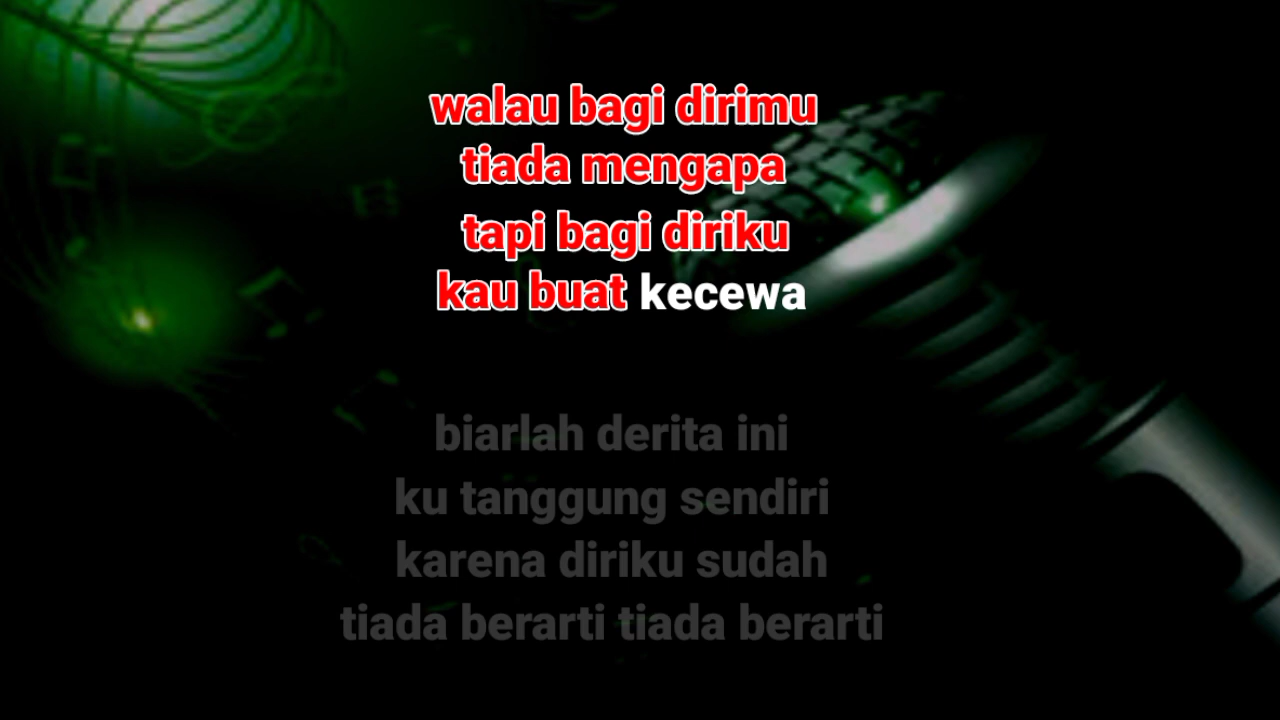 walau bagi dirimu
tiada mengapa
tapi bagi diriku
kau buat kecewa
biarlah derita ini
ku tanggung sendiri
karena diriku sudah
tiada berarti tiada berarti